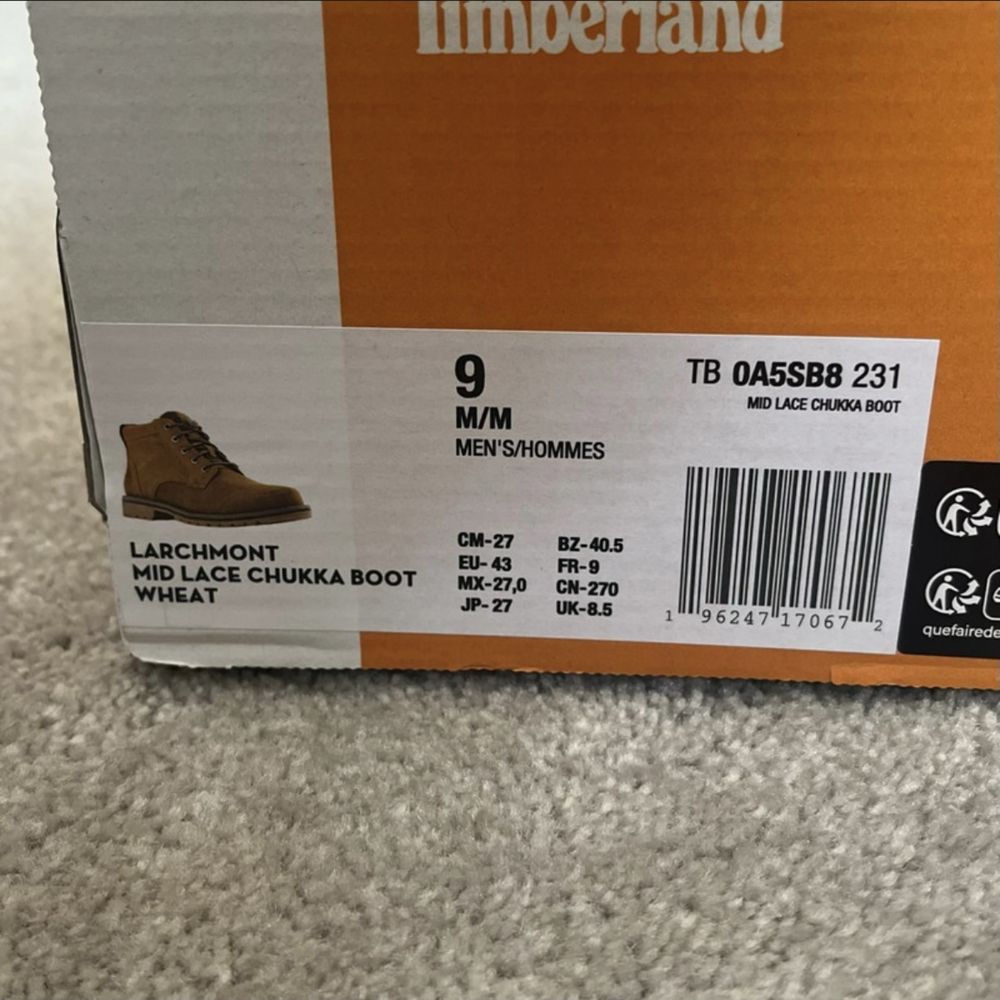 Timberland
9
M/M
MEN'S/HOMMES
TB 0A5SB8 231
MID LACE CHUKKA BOOT
LARCHMONT
MID LACE CHUKKA BOOT
WHEAT
CM-27 BZ-40.5
EU- 43 FR-9
MX-27,0 CN-270
JP- 27 UK-8.5
1 96247 17067 2
quefairede